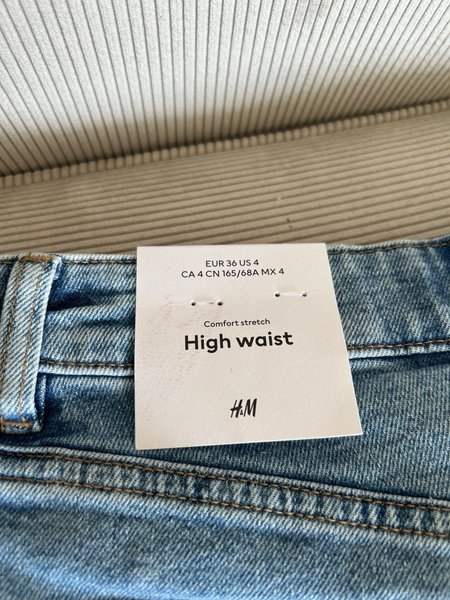 EUR 36 US 4
CA 4 CN 165/68A MX 4
Comfort stretch
High waist
H&M